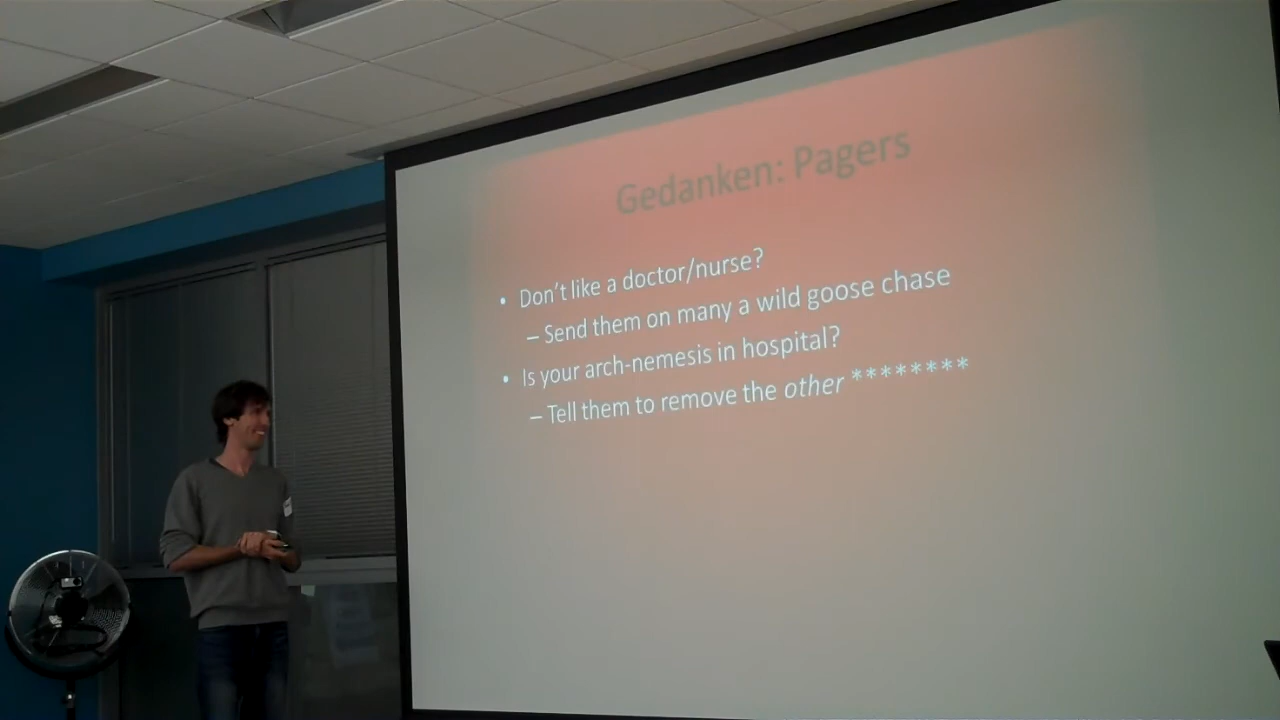 Gedanken: Pagers
• Don't like a doctor/nurse?
– Send them on many a wild goose chase
• Is your arch-nemesis in hospital?
– Tell them to remove the other ********